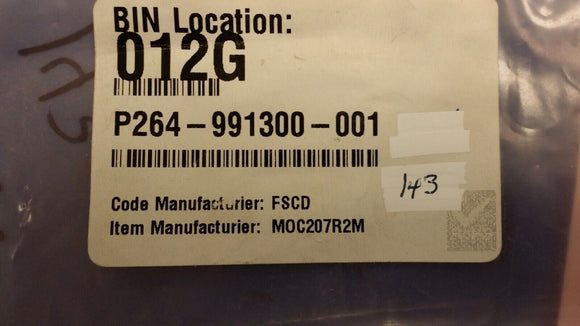 BIN Location:
012G
P264-991300-001
143
Code Manufacturier: FSCD
Item Manufacturier: MOC207R2M